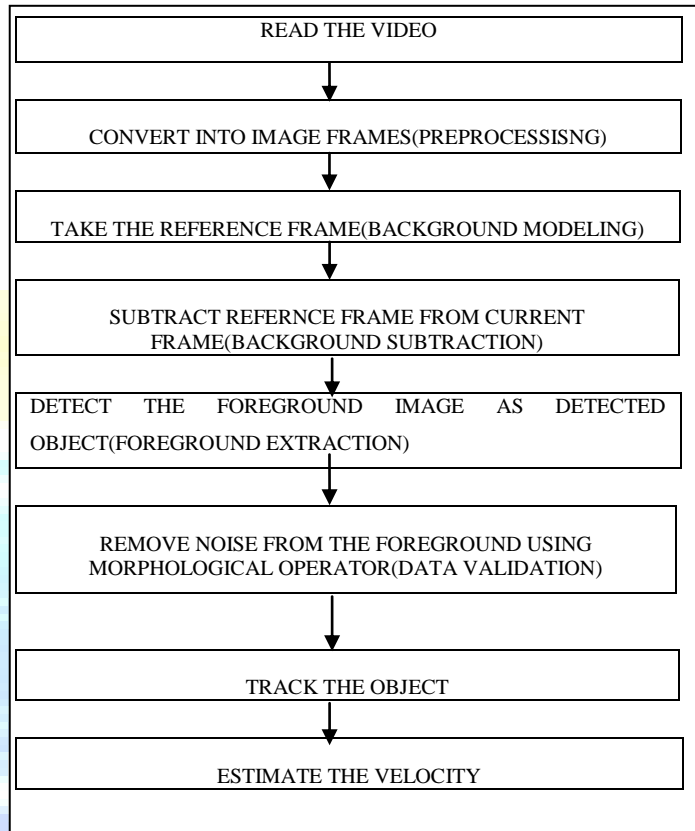 READ THE VIDEO
CONVERT INTO IMAGE FRAMES(PREPROCESSISNG)
TAKE THE REFERENCE FRAME(BACKGROUND MODELING)
SUBTRACT REFERNCE FRAME FROM CURRENT
FRAME(BACKGROUND SUBTRACTION)
DETECT THE FOREGROUND IMAGE AS DETECTED
OBJECT(FOREGROUND EXTRACTION)
REMOVE NOISE FROM THE FOREGROUND USING
MORPHOLOGICAL OPERATOR(DATA VALIDATION)
TRACK THE OBJECT
ESTIMATE THE VELOCITY